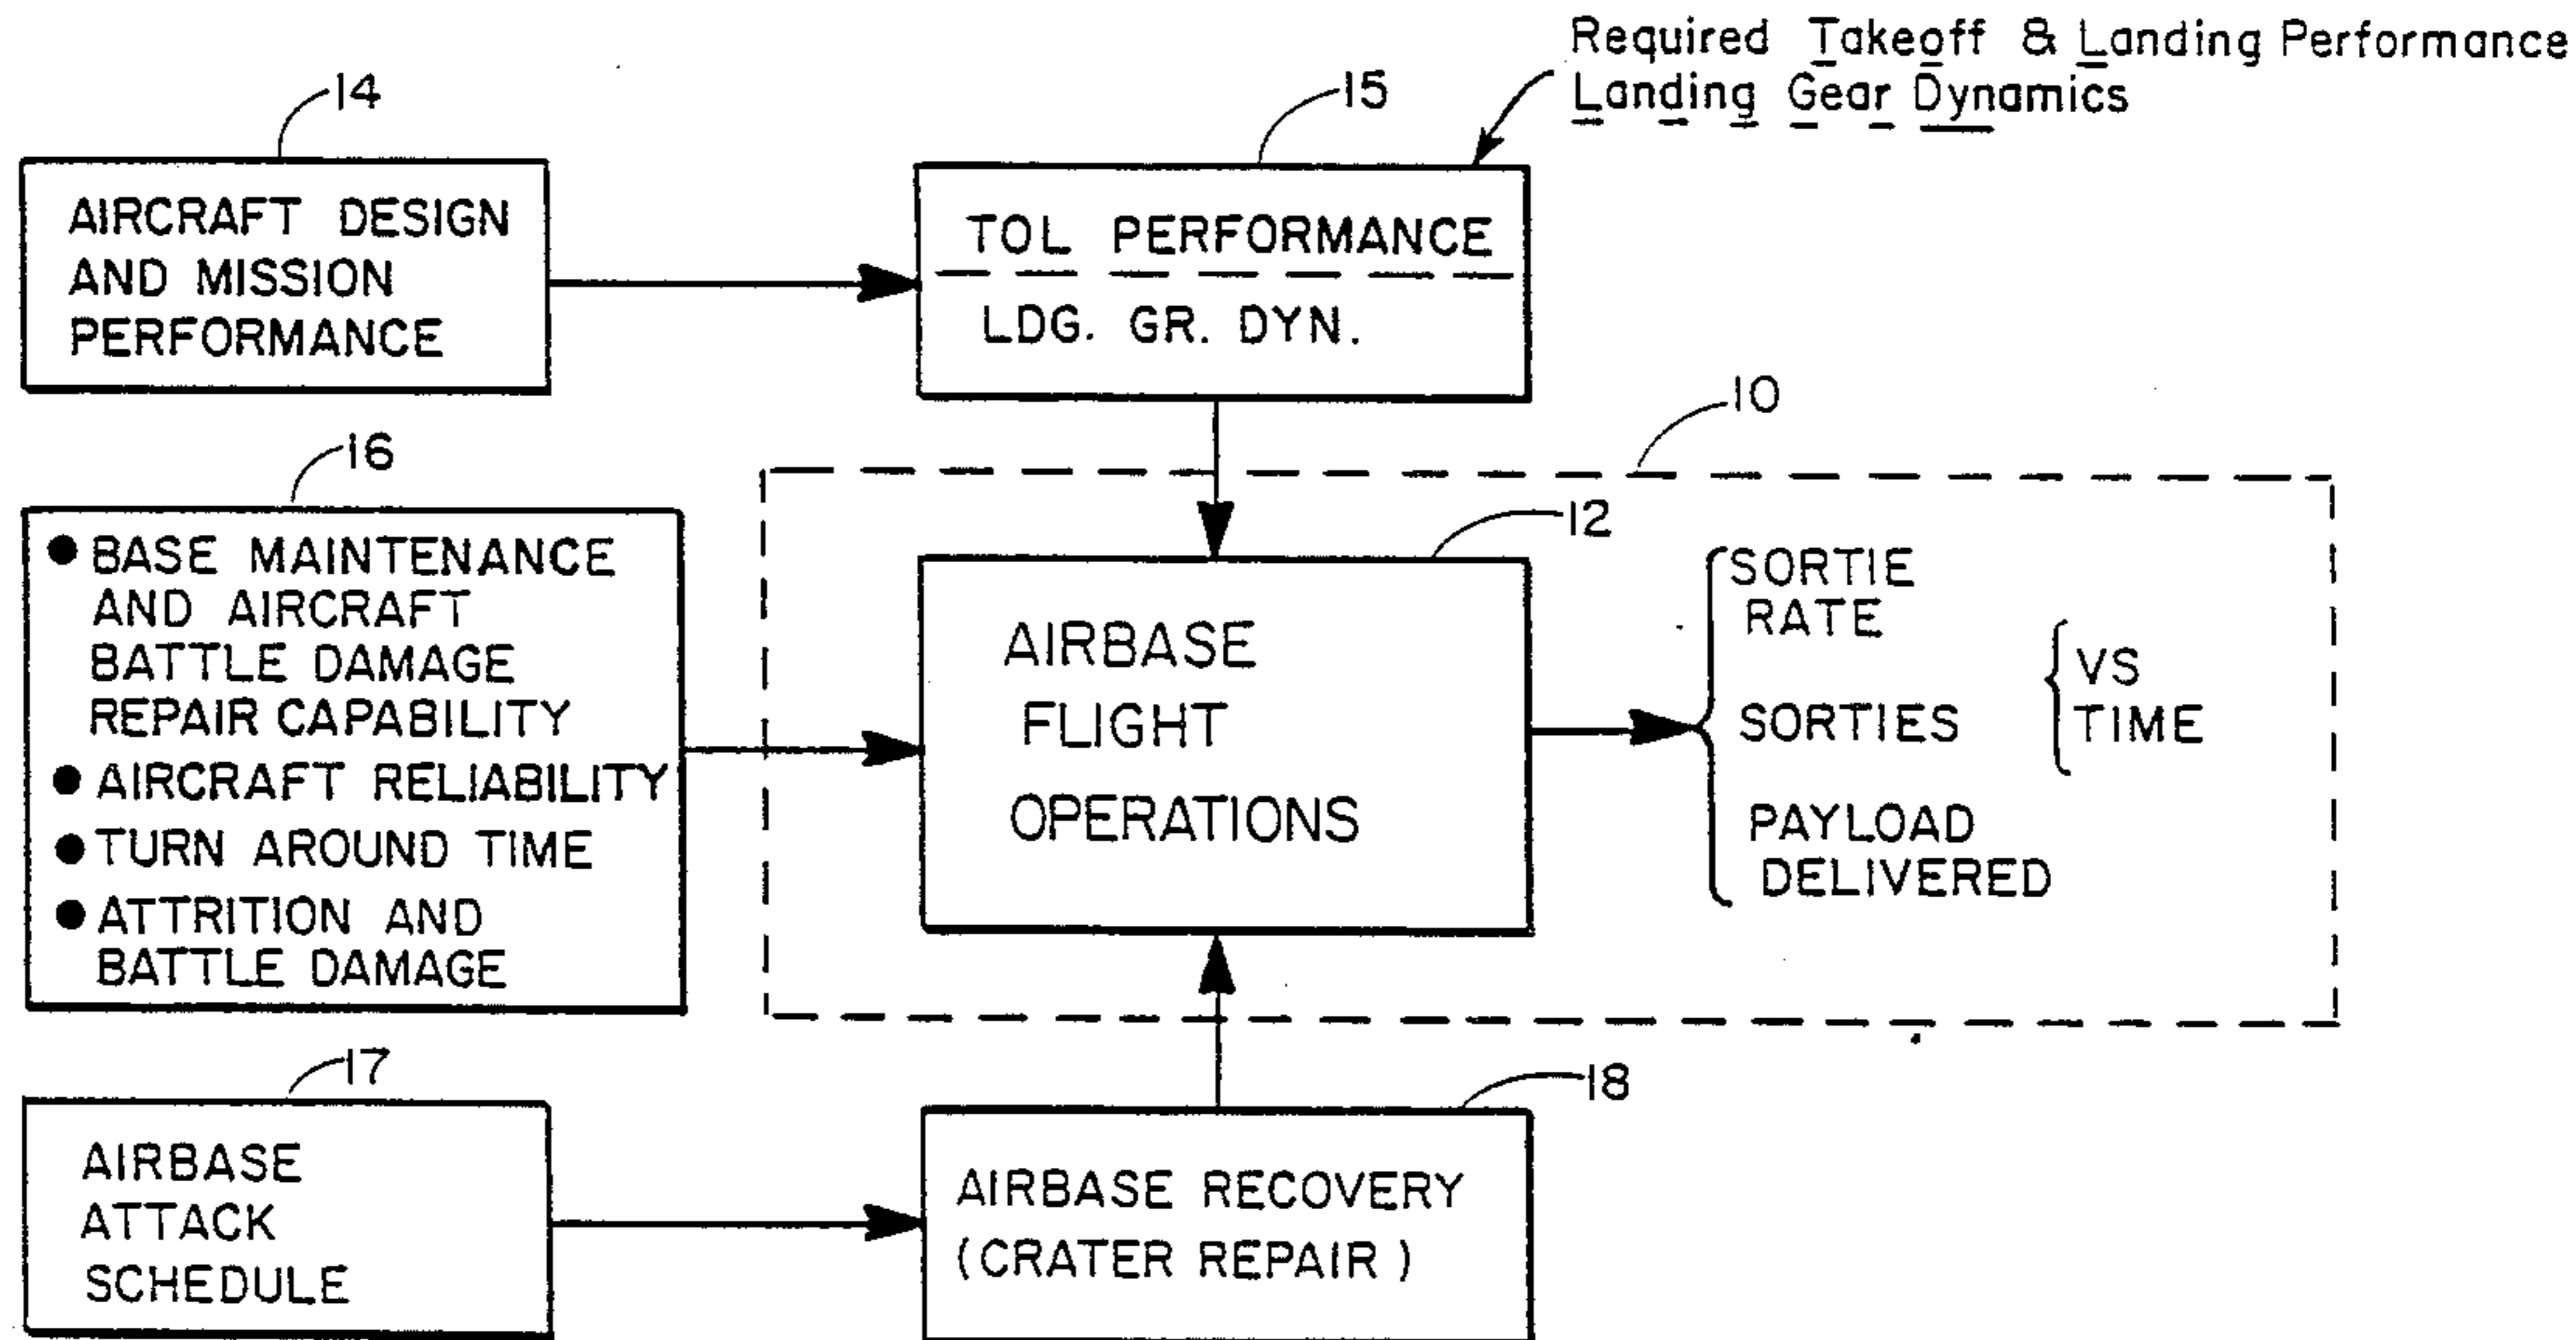 Required Takeoff & Landing Performance
Landing Gear Dynamics
14
AIRCRAFT DESIGN
AND MISSION
PERFORMANCE
15
TOL PERFORMANCE
LDG. GR. DYN.
10
16
● BASE MAINTENANCE
AND AIRCRAFT
BATTLE DAMAGE
REPAIR CAPABILITY
● AIRCRAFT RELIABILITY
● TURN AROUND TIME
● ATTRITION AND
BATTLE DAMAGE
12
AIRBASE
FLIGHT
OPERATIONS
SORTIE
RATE
SORTIES
PAYLOAD
DELIVERED
VS
TIME
17
AIRBASE
ATTACK
SCHEDULE
18
AIRBASE RECOVERY
(CRATER REPAIR)